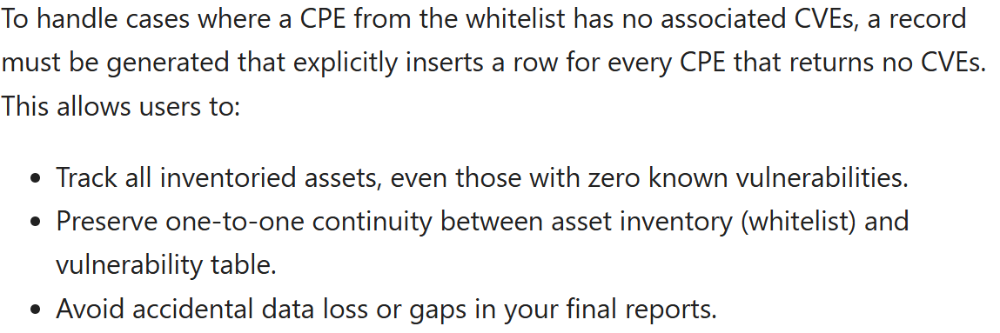 To handle cases where a CPE from the whitelist has no associated CVEs, a record
must be generated that explicitly inserts a row for every CPE that returns no CVEs.
This allows users to:
• Track all inventoried assets, even those with zero known vulnerabilities.
• Preserve one-to-one continuity between asset inventory (whitelist) and
vulnerability table.
• Avoid accidental data loss or gaps in your final reports.